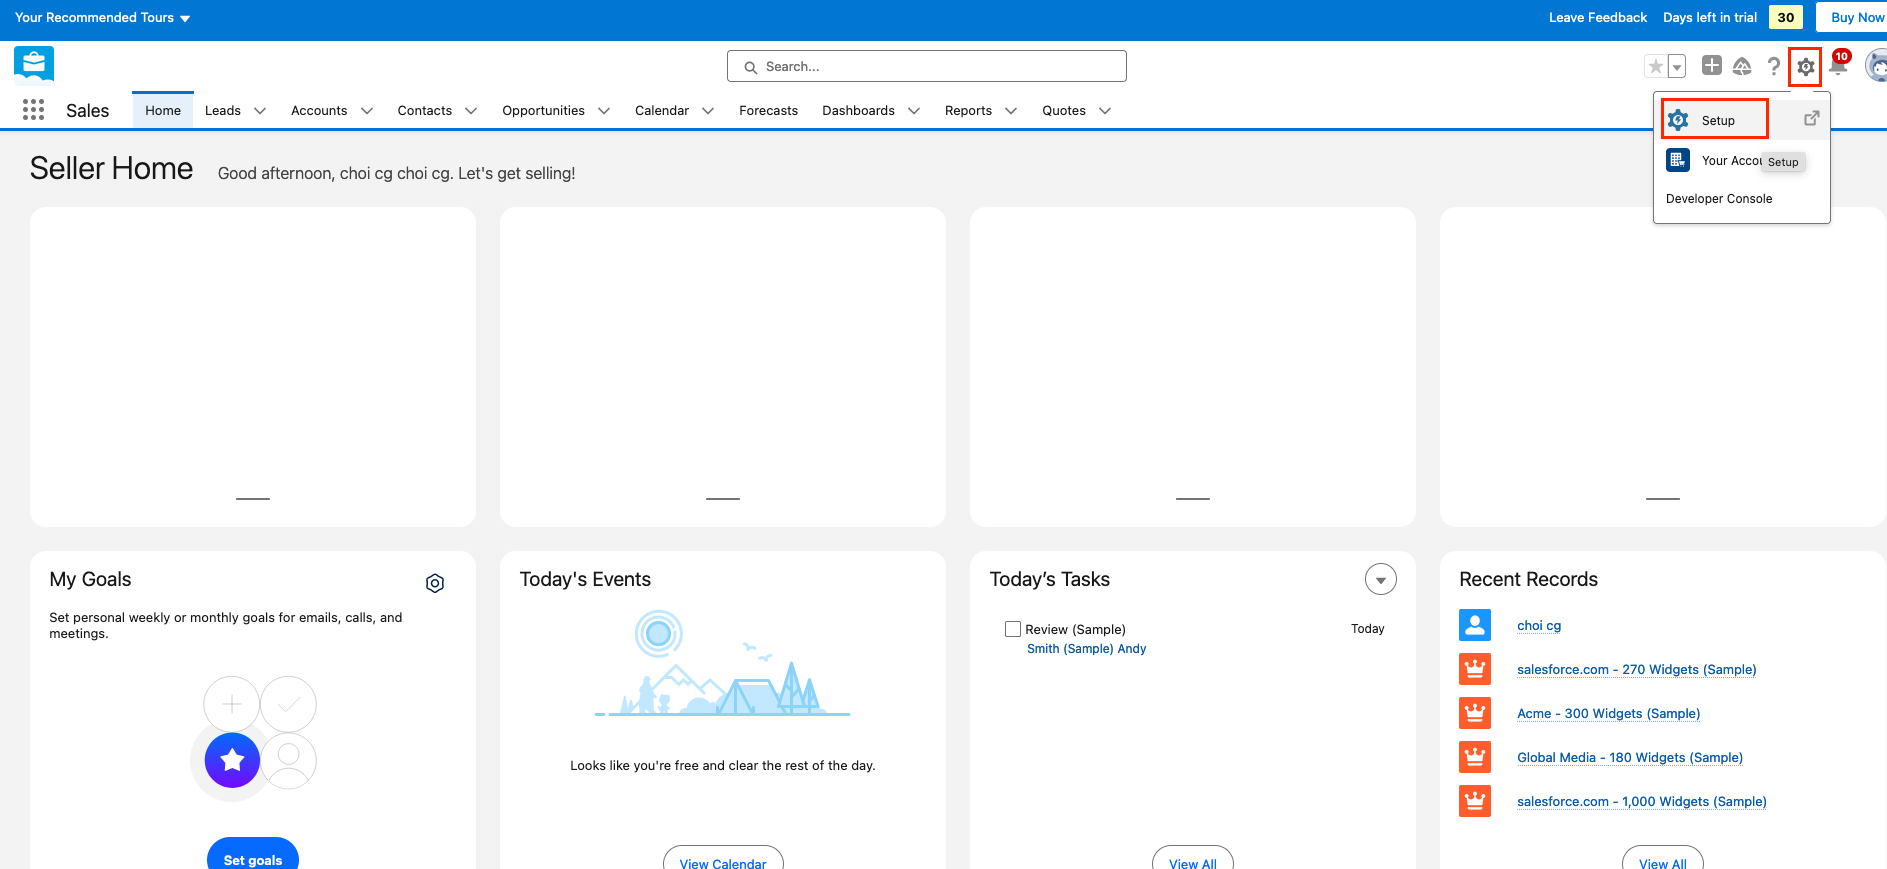 Your Recommended Tours
Leave Feedback
Days left in trial
30
Buy Now
Search...
10
Sales
Home
Leads
Accounts
Contacts
Opportunities
Calendar
Forecasts
Dashboards
Reports
Quotes
Setup
Your Accou
Setup
Developer Console
Seller Home
Good afternoon, choi cg choi cg. Let's get selling!
My Goals
Set personal weekly or monthly goals for emails, calls, and
meetings.
Set goals
Today's Events
Looks like you're free and clear the rest of the day.
View Calendar
Today’s Tasks
Review (Sample)
Today
Smith (Sample) Andy
View All
Recent Records
choi cg
salesforce.com - 270 Widgets (Sample)
Acme - 300 Widgets (Sample)
Global Media - 180 Widgets (Sample)
salesforce.com - 1,000 Widgets (Sample)
View All